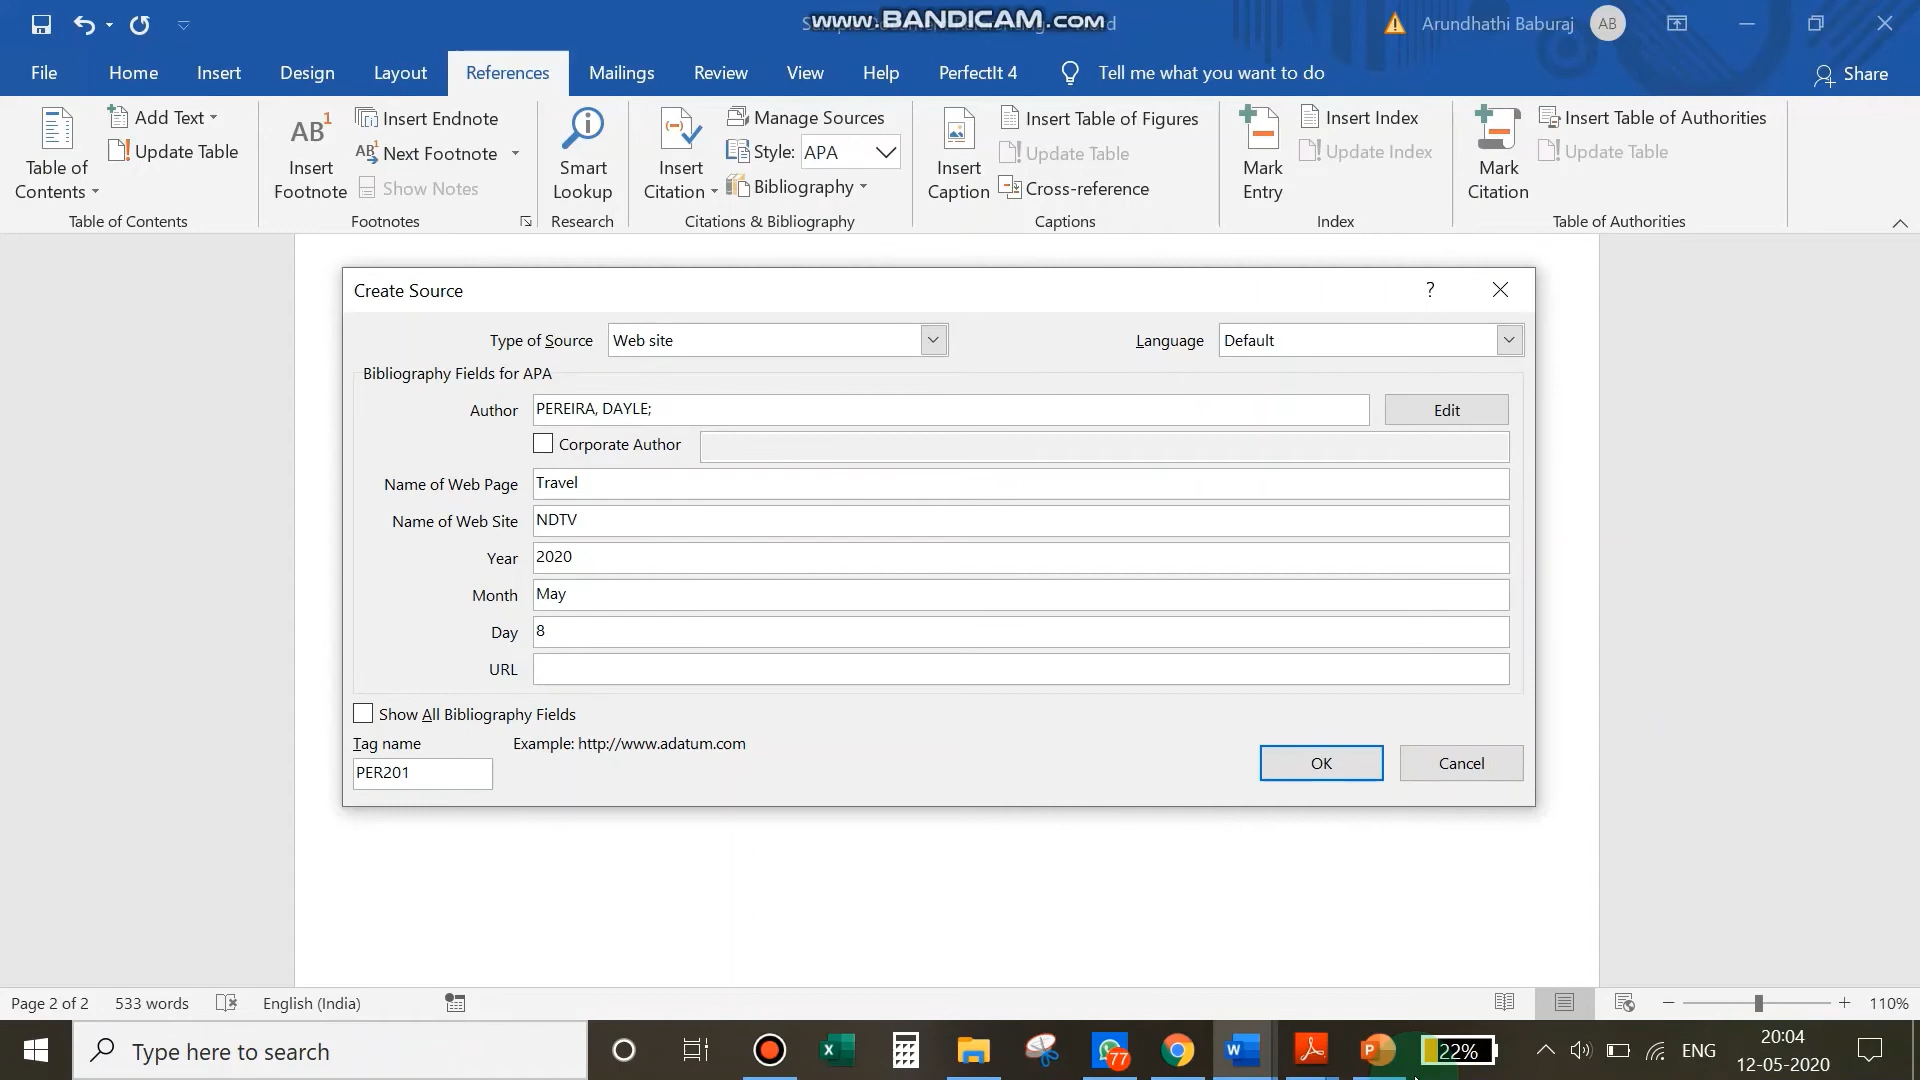 www.BANDICAM.com
Arundhathi Baburaj AB
File Home Insert Design Layout References Mailings Review View Help PerfectIt 4 Tell me what you want to do Share
Table of Contents
Add Text
Update Table
Table of Contents
AB1
Insert Footnote
Insert Endnote
Next Footnote
Show Notes
Footnotes
Smart Lookup
Research
Insert Citation
Manage Sources
Style: APA
Bibliography
Citations & Bibliography
Insert Caption
Insert Table of Figures
Update Table
Cross-reference
Captions
Mark Entry
Insert Index
Update Index
Index
Mark Citation
Insert Table of Authorities
Update Table
Table of Authorities
Create Source ?
Type of Source Web site Language Default
Bibliography Fields for APA
Author PEREIRA, DAYLE; Edit
Corporate Author
Name of Web Page Travel
Name of Web Site NDTV
Year 2020
Month May
Day 8
URL
Show All Bibliography Fields
Tag name Example: http://www.adatum.com
PER201
OK Cancel
Page 2 of 2 533 words English (India) 110%
Type here to search 77 22% ENG 20:04
12-05-2020